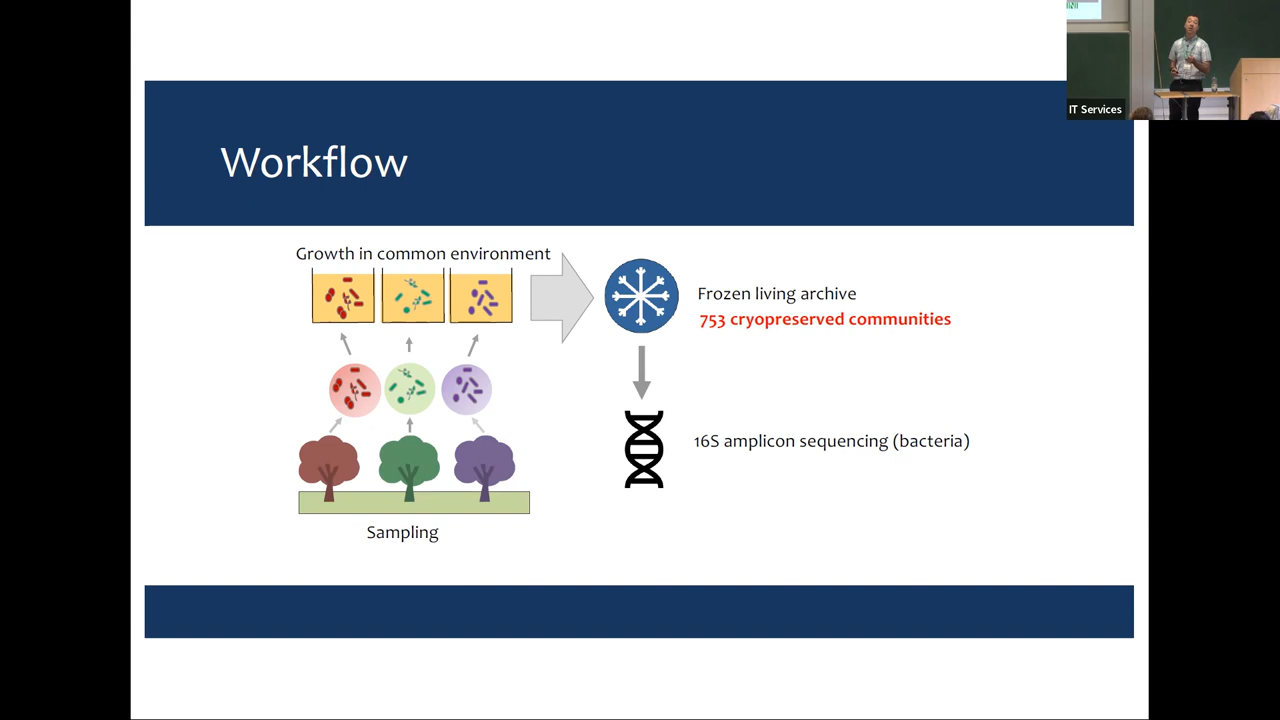 IT Services
Workflow
Growth in common environment
Frozen living archive
753 cryopreserved communities
16S amplicon sequencing (bacteria)
Sampling